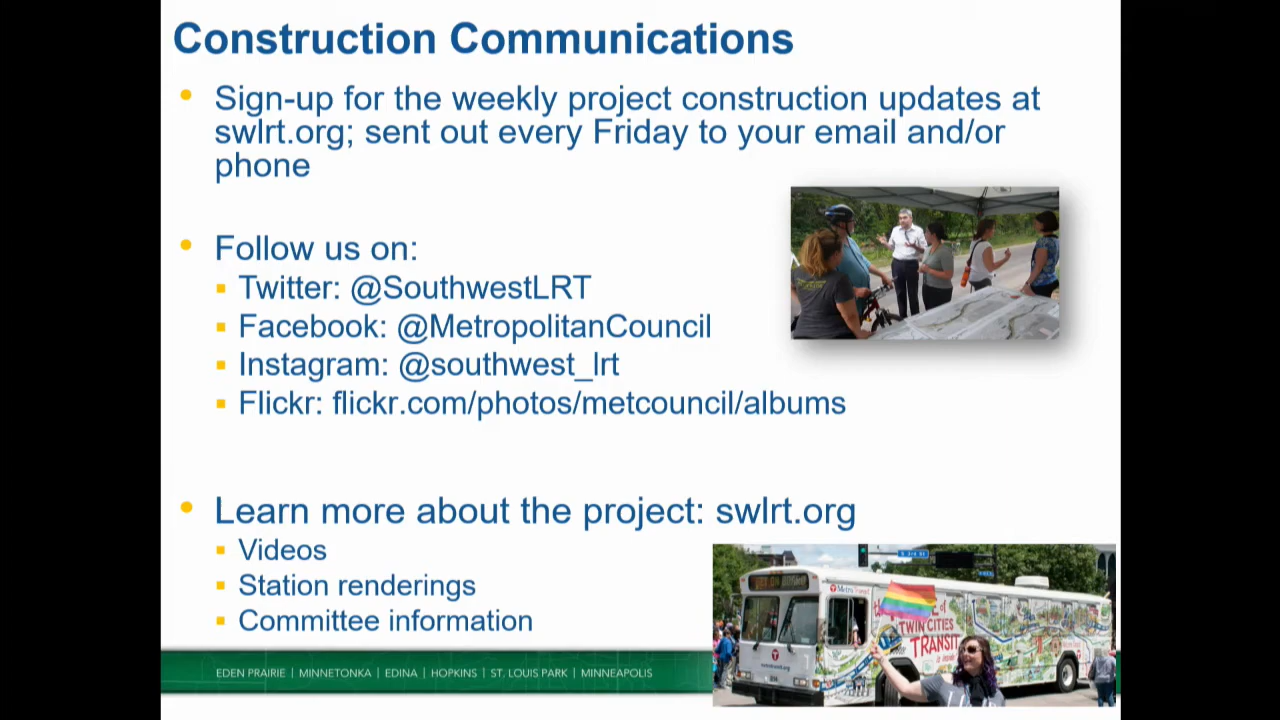 Construction Communications
Sign-up for the weekly project construction updates at
swlrt.org; sent out every Friday to your email and/or
phone
Follow us on:
Twitter: @SouthwestLRT
Facebook: @MetropolitanCouncil
Instagram: @southwest_lrt
Flickr: flickr.com/photos/metcouncil/albums
Learn more about the project: swlrt.org
Videos
Station renderings
Committee information
EDEN PRAIRIE | MINNETONKA | EDINA | HOPKINS | ST. LOUIS PARK | MINNEAPOLIS
Metro Transit
of
TWIN CITIES
TRANSIT